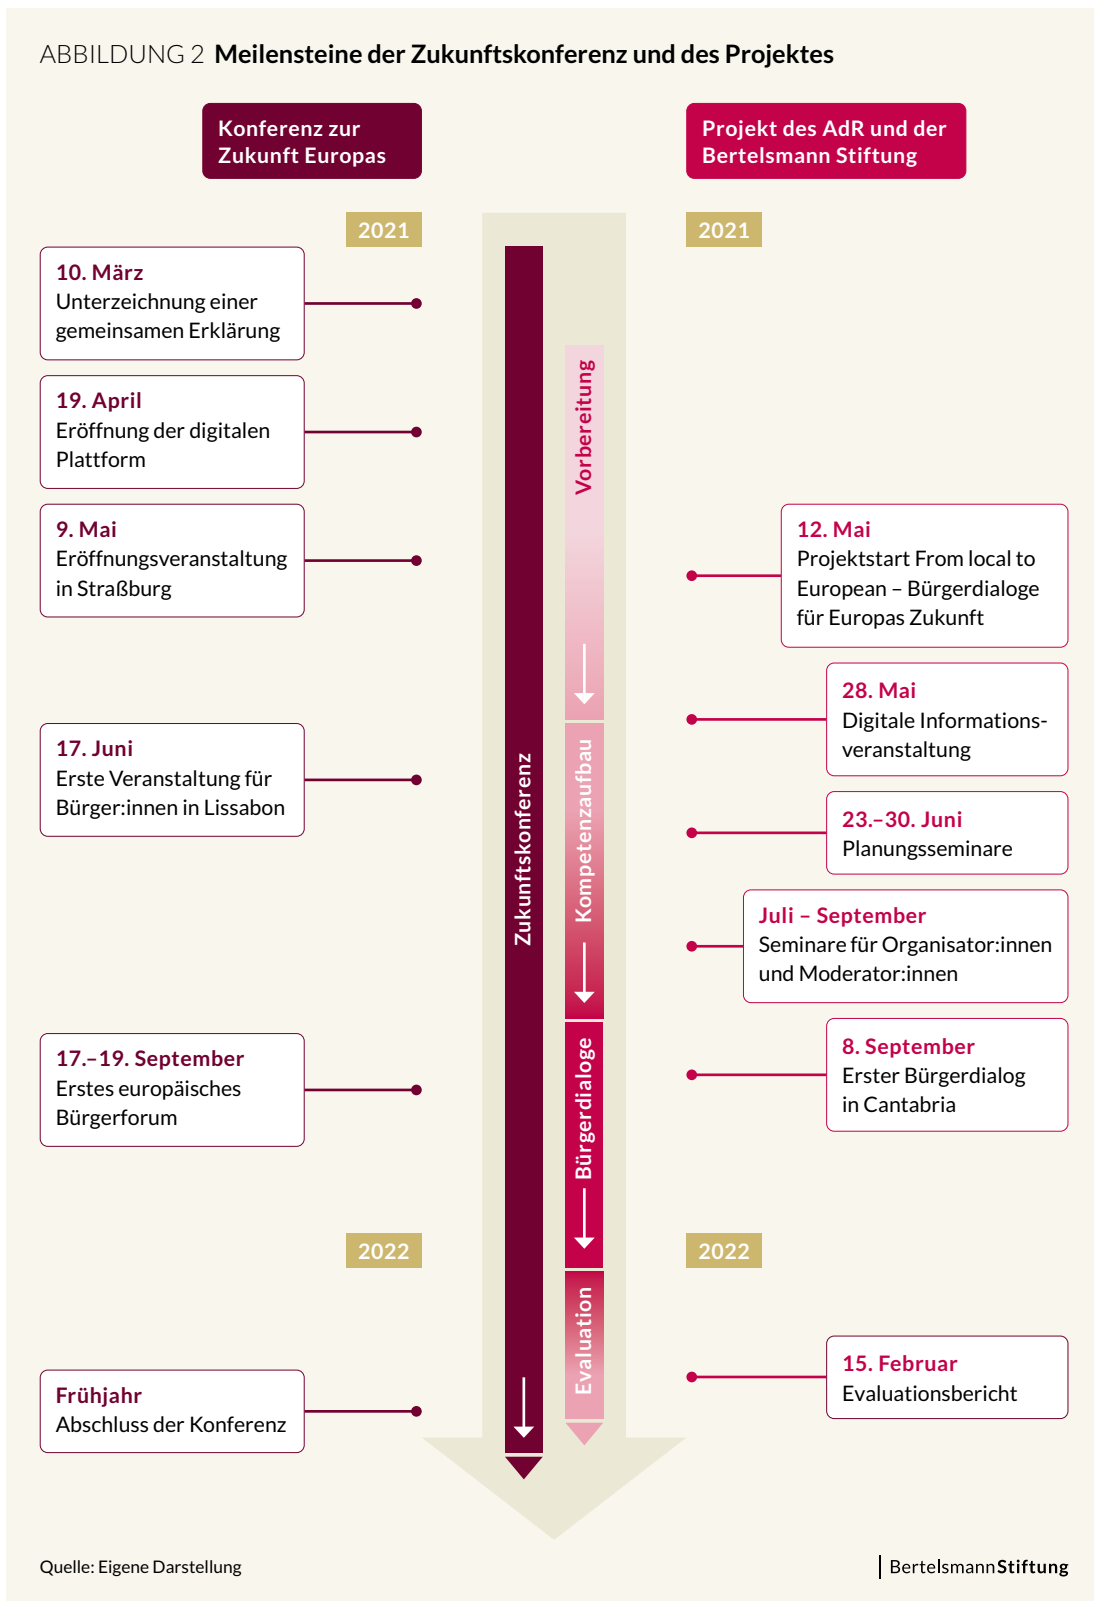 ABBILDUNG 2 Meilensteine der Zukunftskonferenz und des Projektes
Konferenz zur
Zukunft Europas
2021
10. März
Unterzeichnung einer
gemeinsamen Erklärung
19. April
Eröffnung der digitalen
Plattform
9. Mai
Eröffnungsveranstaltung
in Straßburg
17. Juni
Erste Veranstaltung für
Bürger:innen in Lissabon
17.–19. September
Erstes europäisches
Bürgerforum
2022
Frühjahr
Abschluss der Konferenz
Zukunftskonferenz
Vorbereitung
Kompetenzaufbau
Bürgerdialoge
Evaluation
Projekt des AdR und der
Bertelsmann Stiftung
2021
12. Mai
Projektstart From local to
European – Bürgerdialoge
für Europas Zukunft
28. Mai
Digitale Informations-
veranstaltung
23.–30. Juni
Planungsseminare
Juli – September
Seminare für Organisator:innen
und Moderator:innen
8. September
Erster Bürgerdialog
in Cantabria
2022
15. Februar
Evaluationsbericht
Quelle: Eigene Darstellung
BertelsmannStiftung